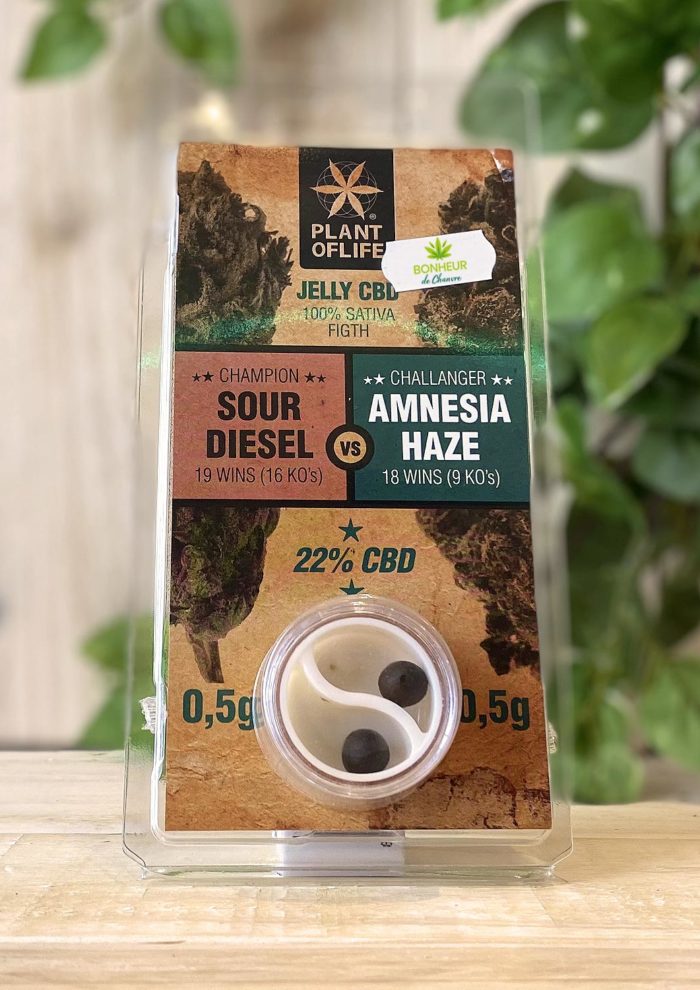 PLANT
OFLIFE
®
BONHEUR
de Chanvre
JELLY CBD
100% SATIVA
FIGTH
★★ CHAMPION ★★
SOUR
DIESEL
19 WINS (16 KO's)
VS
★★ CHALLANGER ★★
AMNESIA
HAZE
18 WINS (9 KO's)
22% CBD
0,5g
0,5g